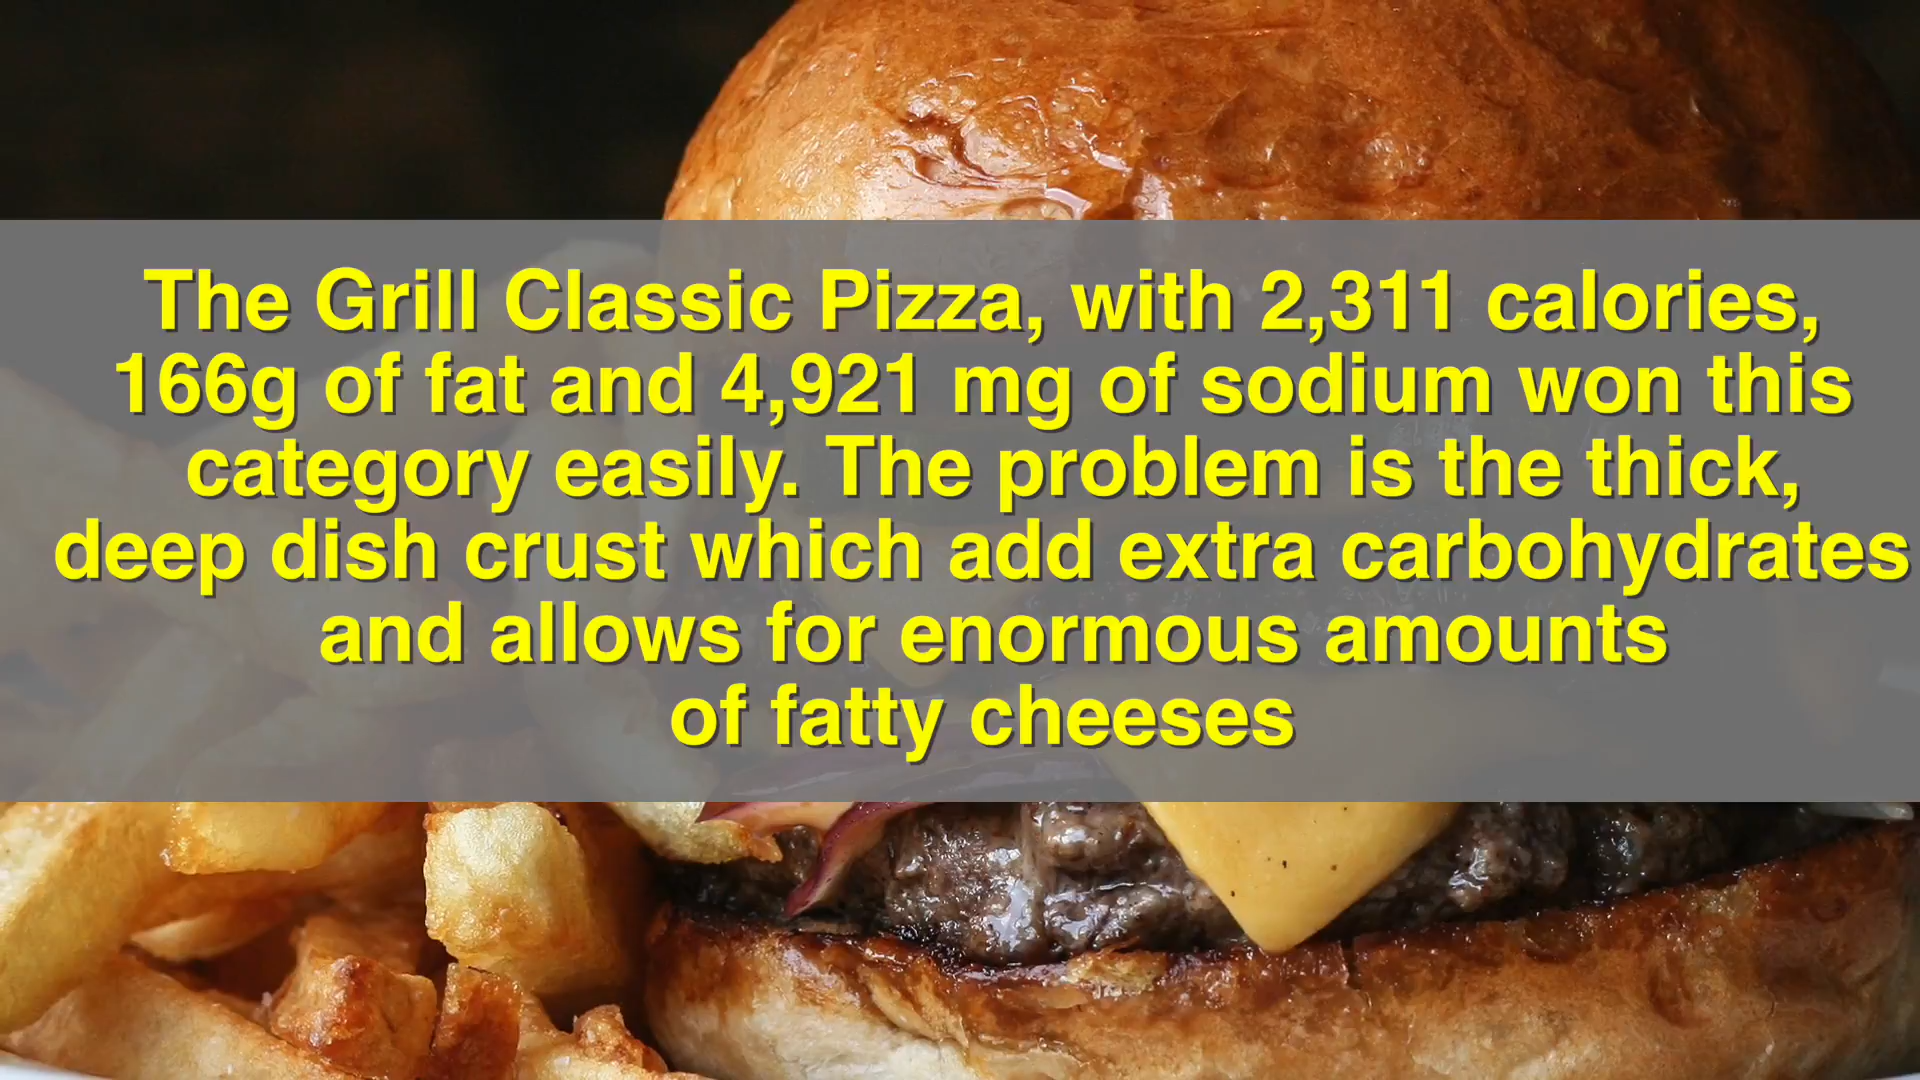 The Grill Classic Pizza, with 2,311 calories,
166g of fat and 4,921 mg of sodium won this
category easily. The problem is the thick,
deep dish crust which add extra carbohydrates
and allows for enormous amounts
of fatty cheeses